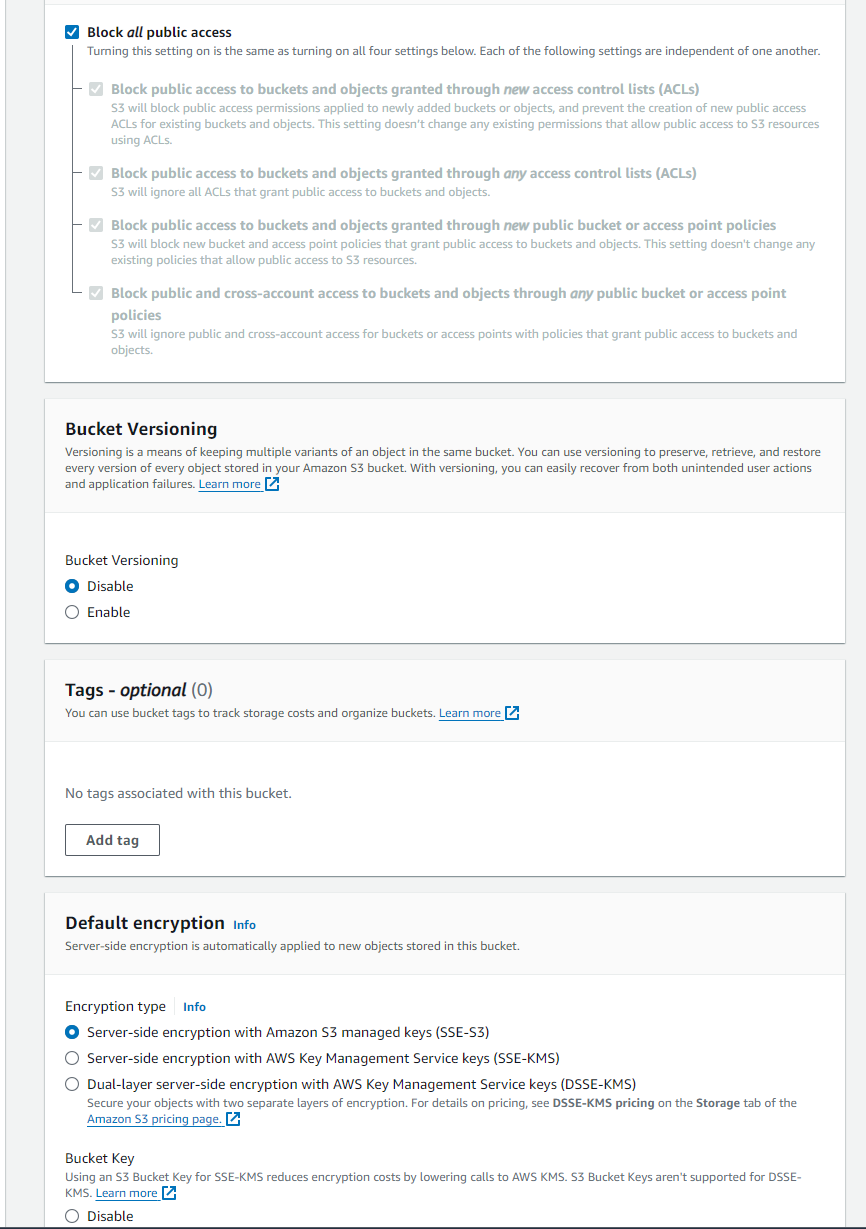 Block all public access
Turning this setting on is the same as turning on all four settings below. Each of the following settings are independent of one another.
Block public access to buckets and objects granted through new access control lists (ACLs)
S3 will block public access permissions applied to newly added buckets or objects, and prevent the creation of new public access
ACLs for existing buckets and objects. This setting doesn't change any existing permissions that allow public access to S3 resources
using ACLs.
Block public access to buckets and objects granted through any access control lists (ACLs)
S3 will ignore all ACLs that grant public access to buckets and objects.
Block public access to buckets and objects granted through new public bucket or access point policies
S3 will block new bucket and access point policies that grant public access to buckets and objects. This setting doesn't change any
existing policies that allow public access to S3 resources.
Block public and cross-account access to buckets and objects through any public bucket or access point
policies
S3 will ignore public and cross-account access for buckets or access points with policies that grant public access to buckets and
objects.
Bucket Versioning
Versioning is a means of keeping multiple variants of an object in the same bucket. You can use versioning to preserve, retrieve, and restore
every version of every object stored in your Amazon S3 bucket. With versioning, you can easily recover from both unintended user actions
and application failures. Learn more
Bucket Versioning
Disable
Enable
Tags - optional (0)
You can use bucket tags to track storage costs and organize buckets. Learn more
No tags associated with this bucket.
Add tag
Default encryption Info
Server-side encryption is automatically applied to new objects stored in this bucket.
Encryption type Info
Server-side encryption with Amazon S3 managed keys (SSE-S3)
Server-side encryption with AWS Key Management Service keys (SSE-KMS)
Dual-layer server-side encryption with AWS Key Management Service keys (DSSE-KMS)
Secure your objects with two separate layers of encryption. For details on pricing, see DSSE-KMS pricing on the Storage tab of the
Amazon S3 pricing page.
Bucket Key
Using an S3 Bucket Key for SSE-KMS reduces encryption costs by lowering calls to AWS KMS. S3 Bucket Keys aren't supported for DSSE-
KMS. Learn more
Disable